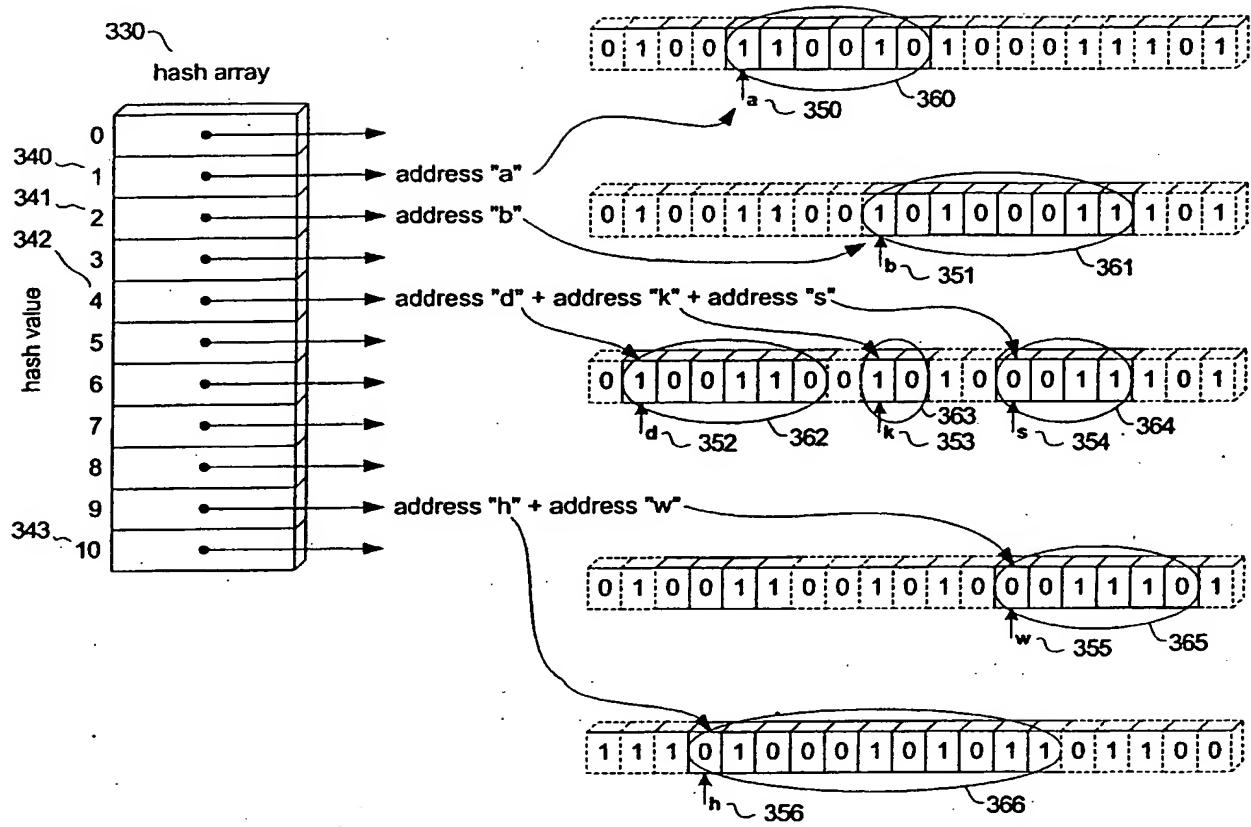 330
hash array
hash value
0
340
1
341
2
342
3
4
5
6
7
8
9
343
10
0 1 0 0 1 1 0 0 1 0 1 0 0 0 1 1 1 0 1
a 350
360
address "a"
0 1 0 0 1 1 0 0 1 0 1 0 0 0 1 1 1 0 1
address "b"
b 351
361
address "d" + address "k" + address "s"
0 1 0 0 1 1 0 0 1 0 1 0 0 0 1 1 1 0 1
d 352
362
363
k 353
s 354
364
address "h" + address "w"
0 1 0 0 1 1 0 0 1 0 1 0 0 0 1 1 1 0 1
w 355
365
1 1 1 0 1 0 0 0 1 0 1 0 1 1 0 1 1 0 0
h 356
366